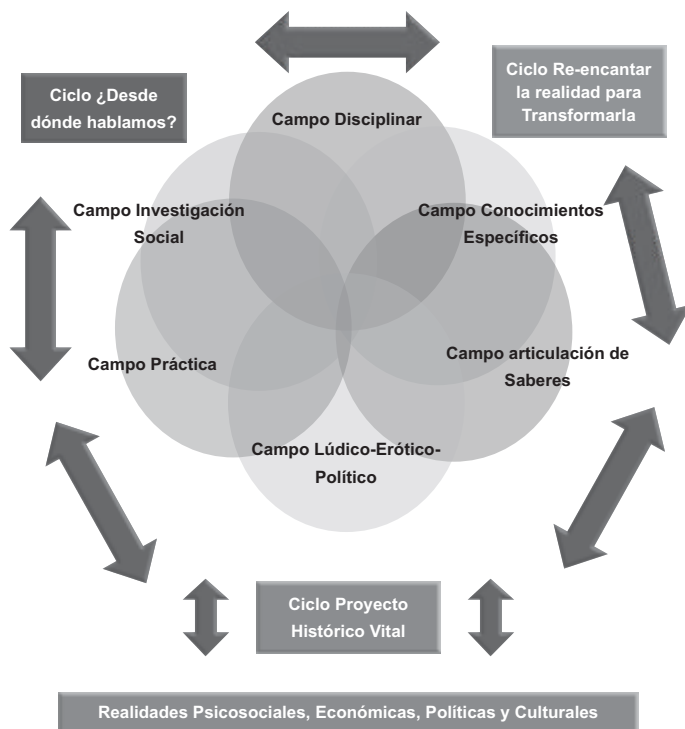 Ciclo ¿Desde
dónde hablamos?
Ciclo Re-encantar
la realidad para
Transformarla
Campo Disciplinar
Campo Investigación
Social
Campo Conocimientos
Específicos
Campo Práctica
Campo articulación de
Saberes
Campo Lúdico-Erótico-
Político
Ciclo Proyecto
Histórico Vital
Realidades Psicosociales, Económicas, Políticas y Culturales